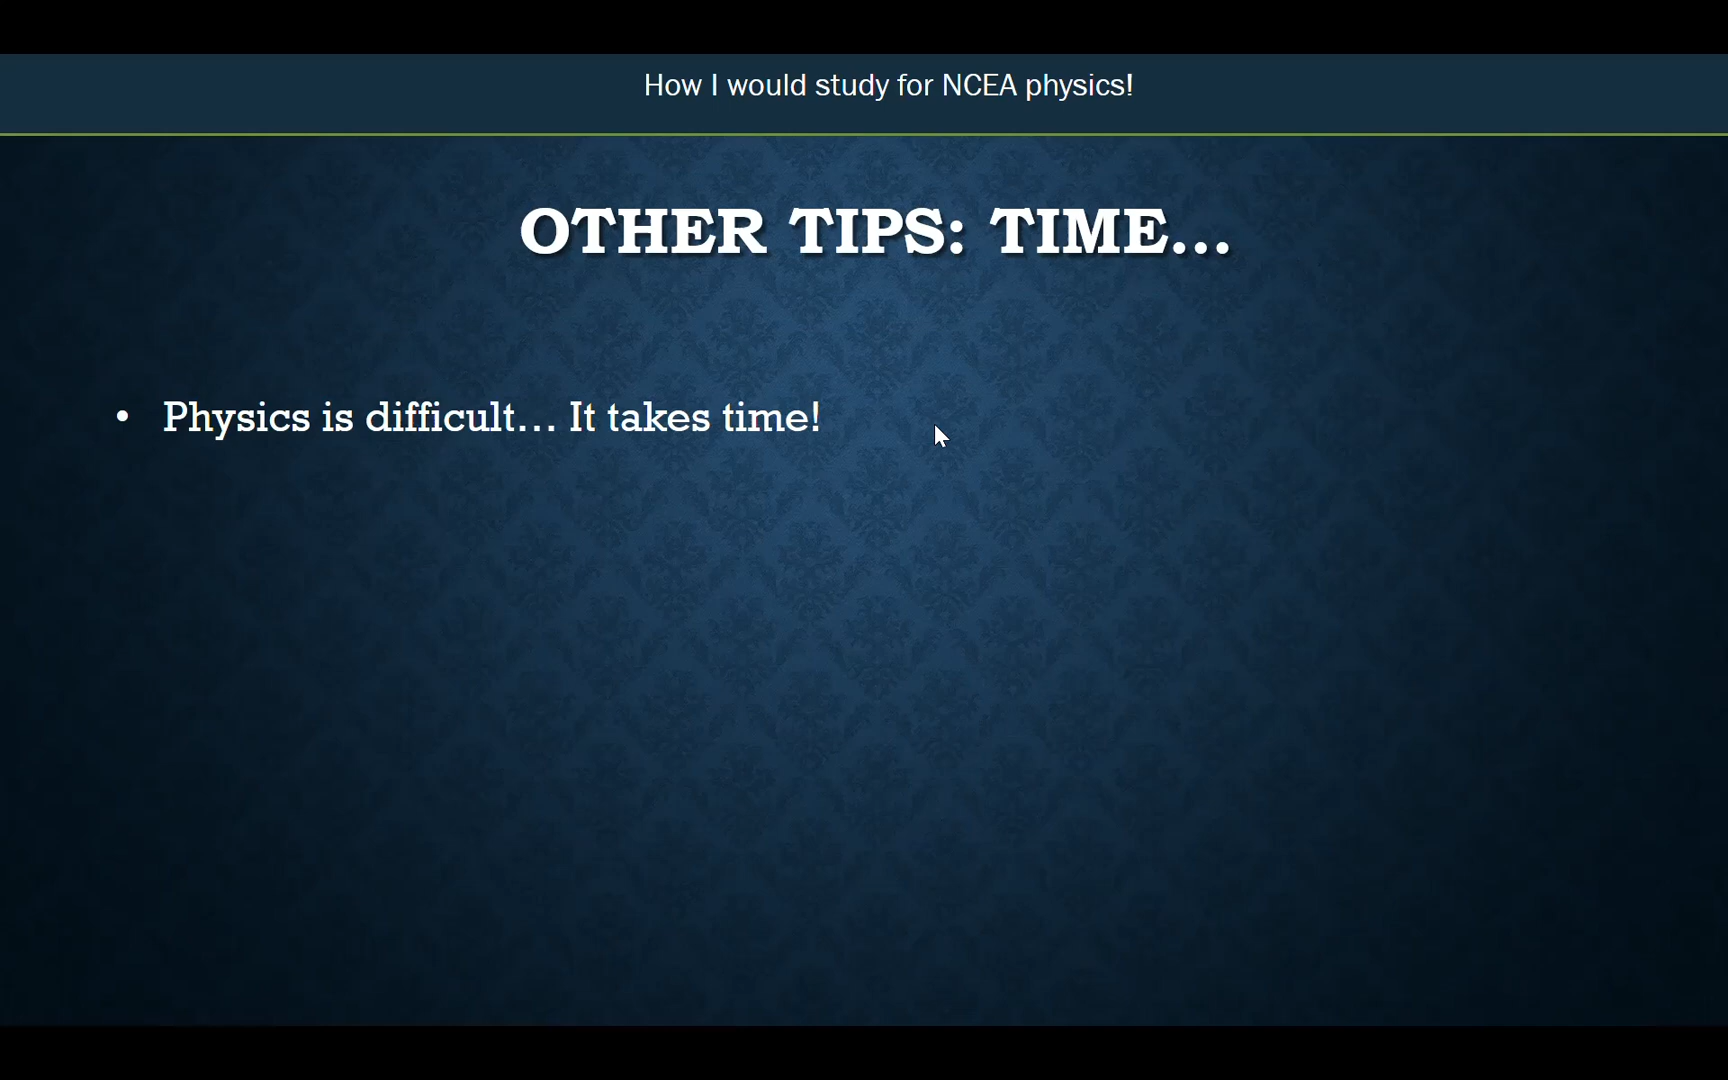 How I would study for NCEA physics!
OTHER TIPS: TIME...
• Physics is difficult... It takes time!